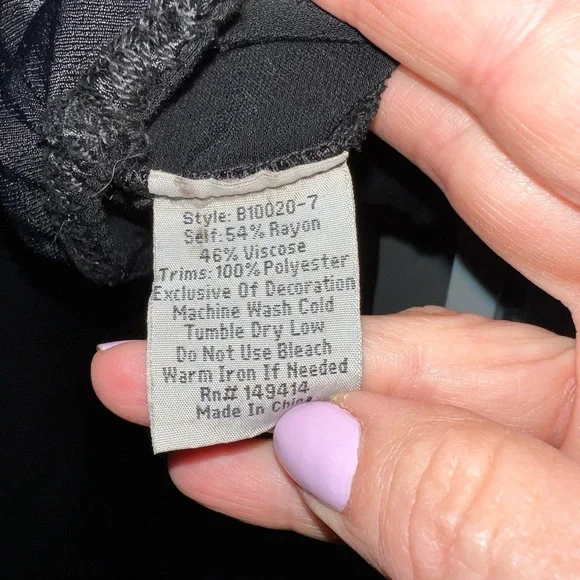 Style: B10020-7
Self: 54% Rayon
46% Viscose
Trims: 100% Polyester
Exclusive Of Decoration
Machine Wash Cold
Tumble Dry Low
Do Not Use Bleach
Warm Iron If Needed
Rn# 149414
Made In China